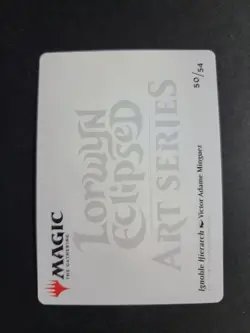 MAGIC
THE GATHERING
LORWYN
ECLIPSED
ART SERIES
50/54
Ignoble Hierarch Victor Adame Minguez